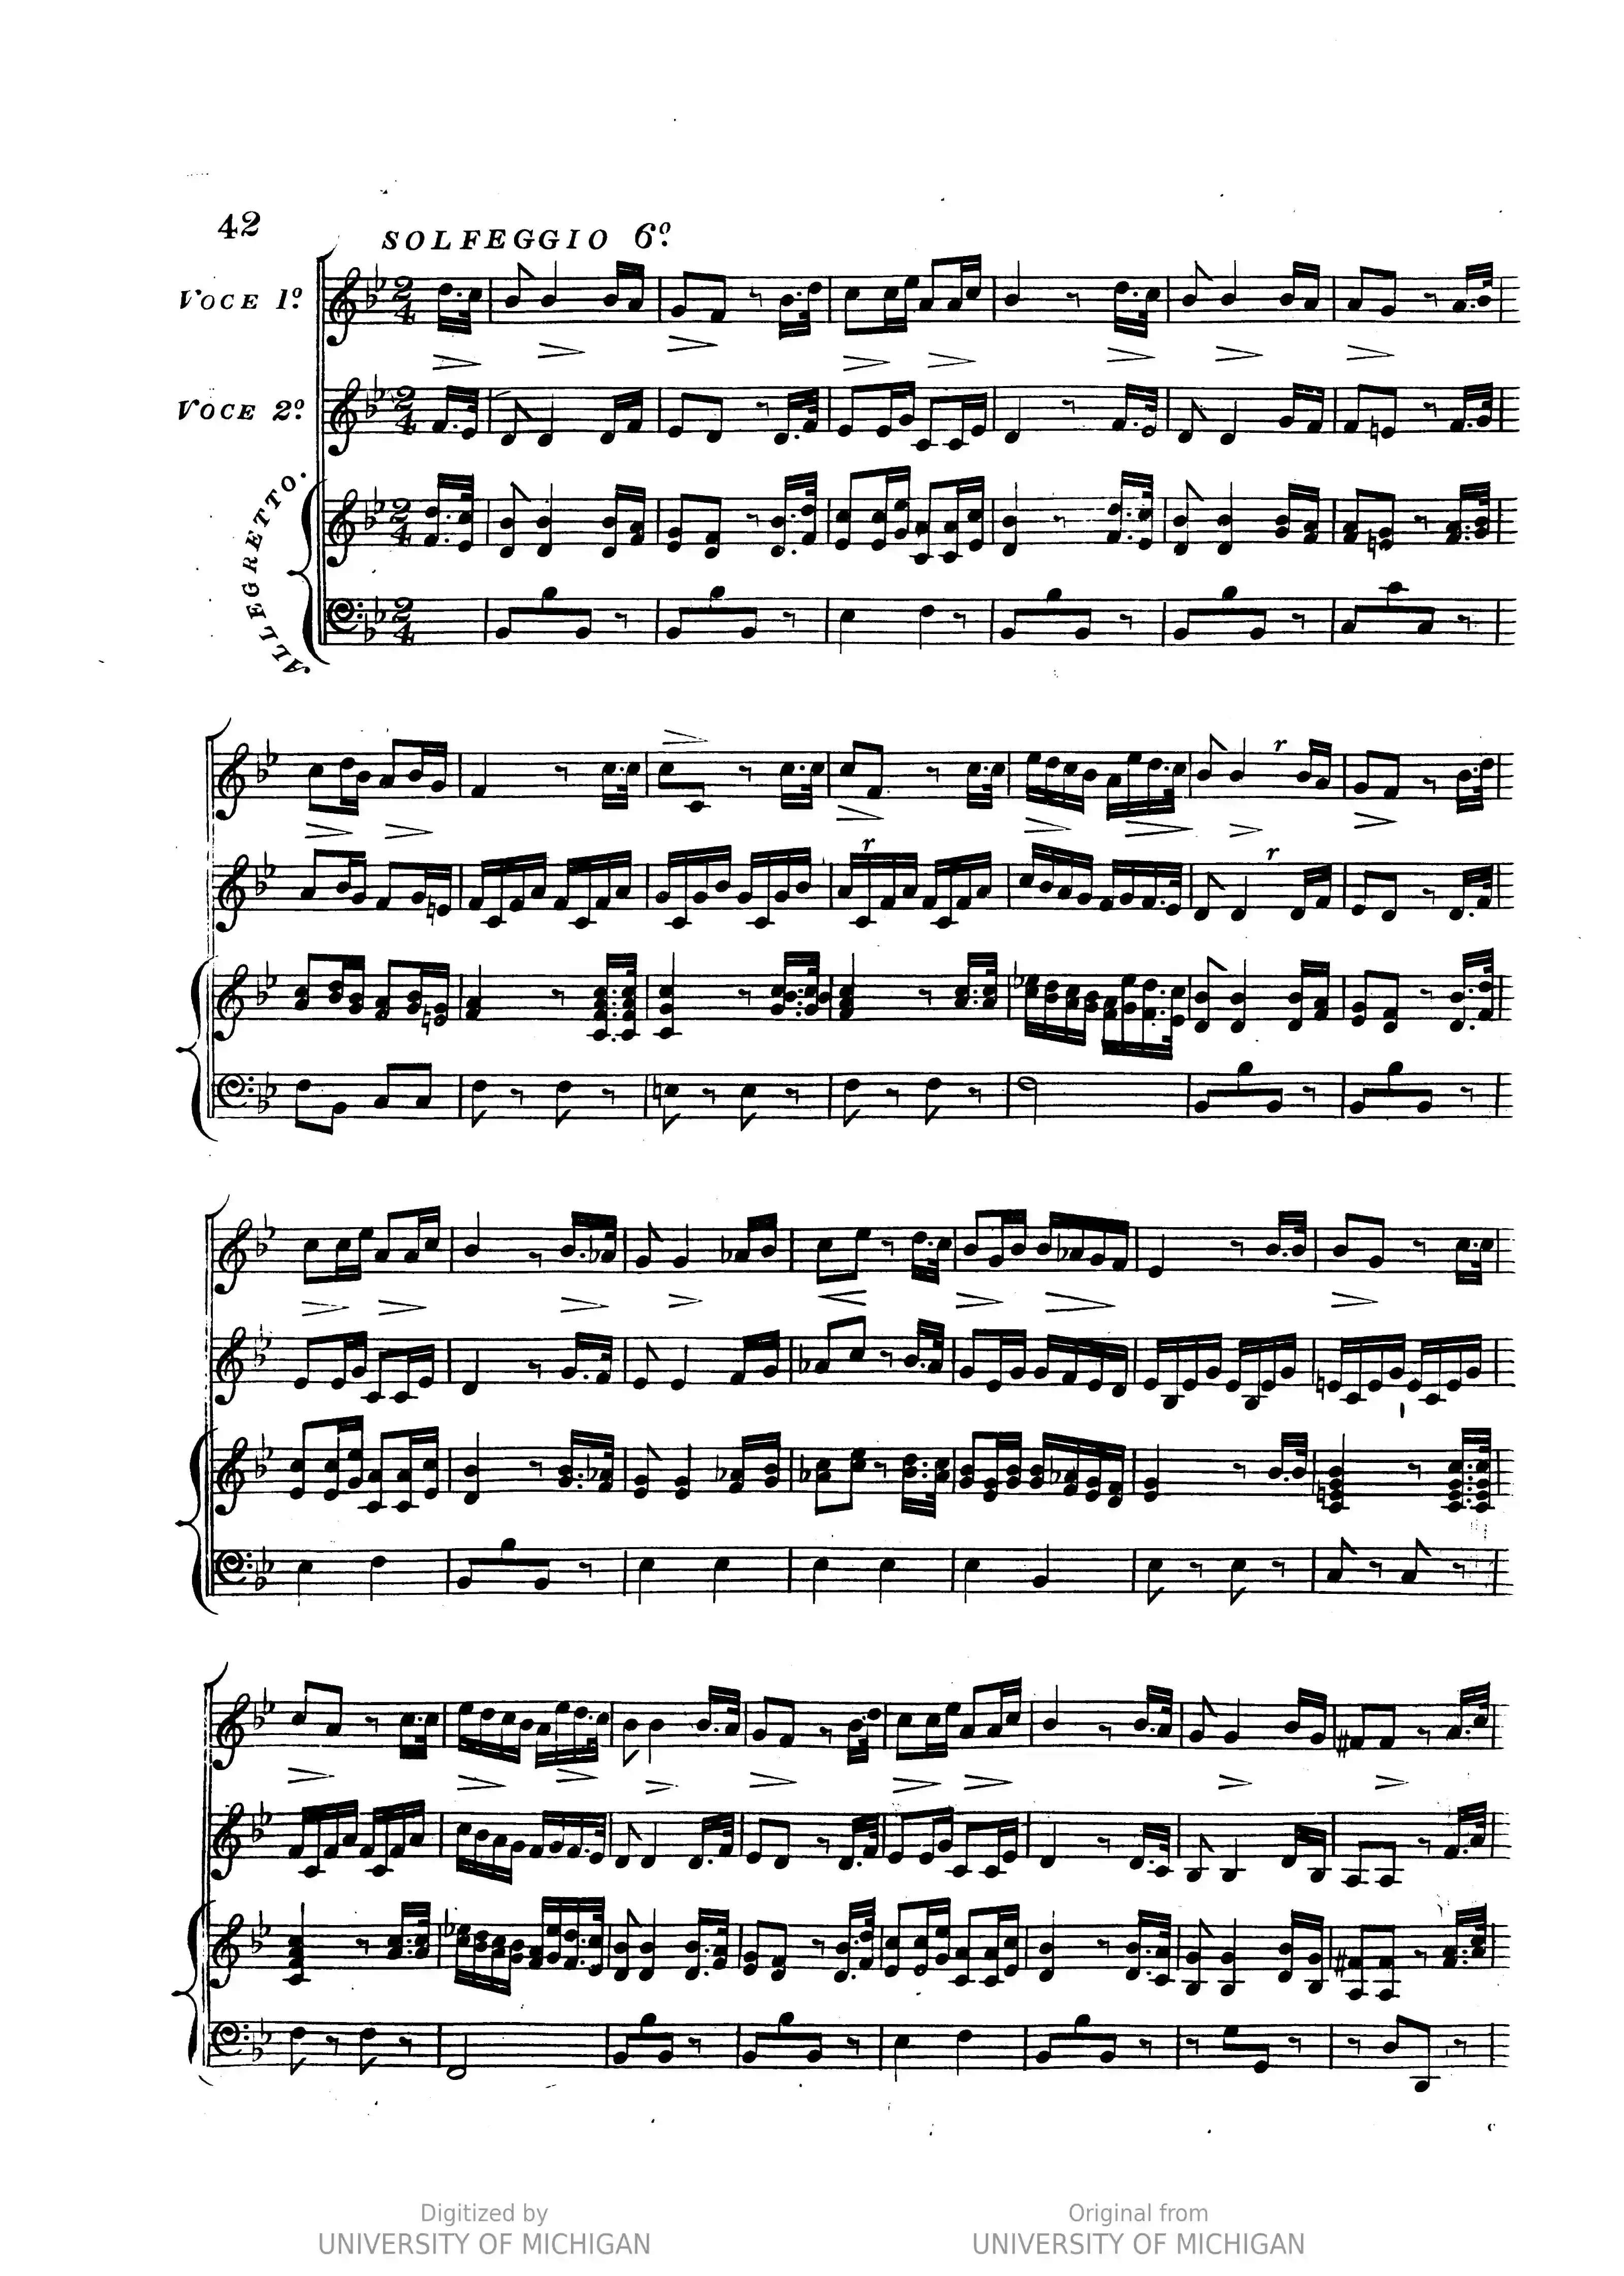 42
SOLFEGGIO 6º.
VOCE 1º.
VOCE 2º.
ALLEGRETTO.
r
r
r
Digitized by
UNIVERSITY OF MICHIGAN
Original from
UNIVERSITY OF MICHIGAN